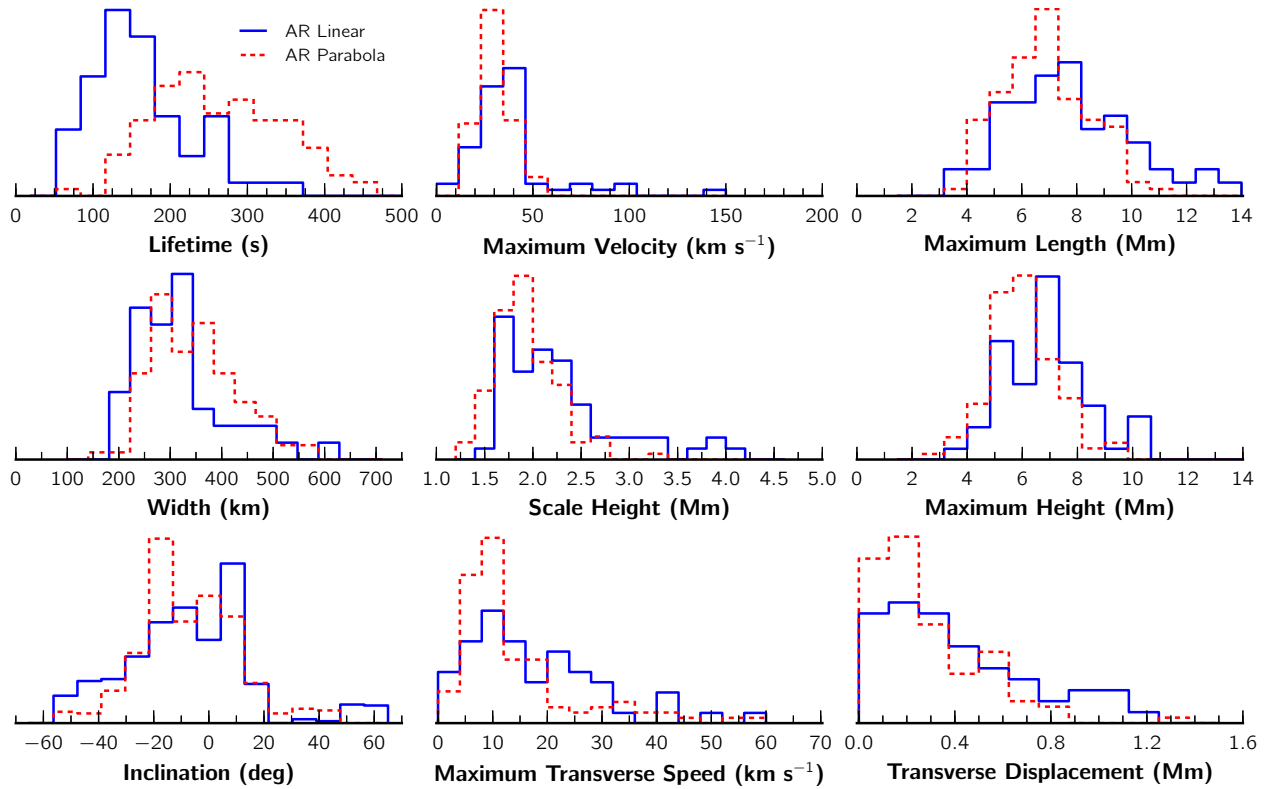 AR Linear
AR Parabola
0 100 200 300 400 500
Lifetime (s)
0 50 100 150 200
Maximum Velocity (km s⁻¹)
0 2 4 6 8 10 12 14
Maximum Length (Mm)
0 100 200 300 400 500 600 700
Width (km)
1.0 1.5 2.0 2.5 3.0 3.5 4.0 4.5 5.0
Scale Height (Mm)
0 2 4 6 8 10 12 14
Maximum Height (Mm)
−60 −40 −20 0 20 40 60
Inclination (deg)
0 10 20 30 40 50 60 70
Maximum Transverse Speed (km s⁻¹)
0.0 0.4 0.8 1.2 1.6
Transverse Displacement (Mm)